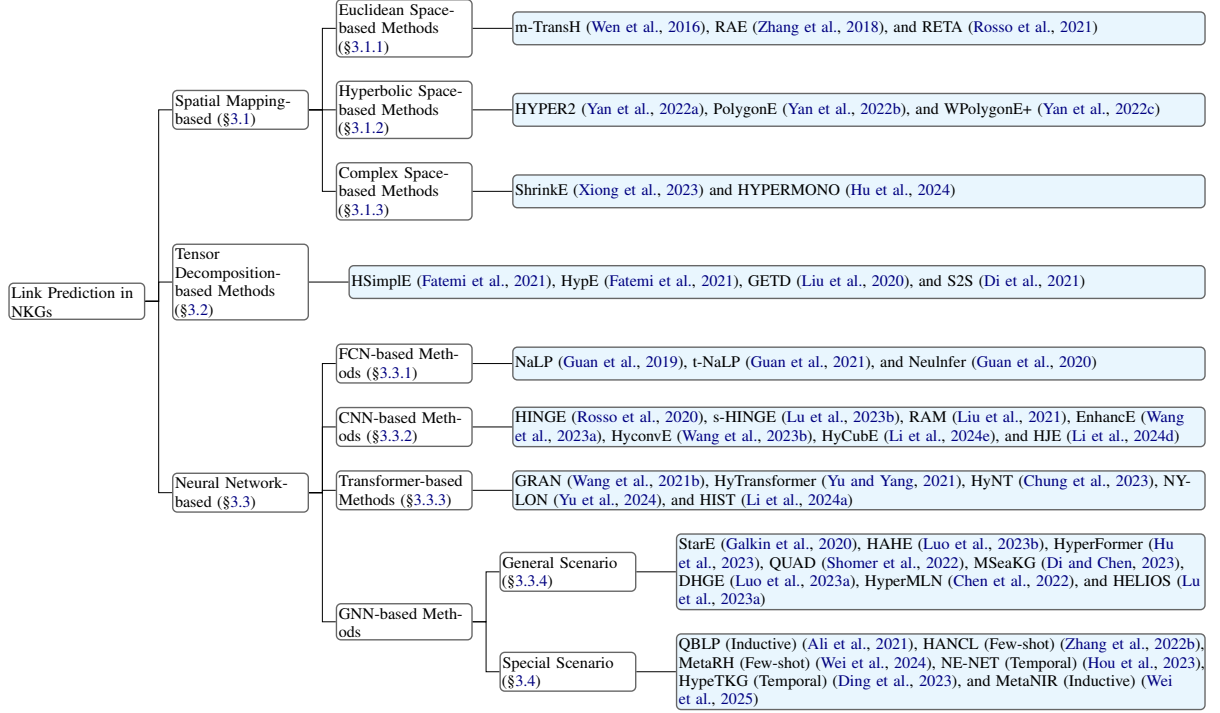 Euclidean Space-
based Methods
(§3.1.1)
m-TransH (Wen et al., 2016), RAE (Zhang et al., 2018), and RETA (Rosso et al., 2021)
Spatial Mapping-
based (§3.1)
Hyperbolic Space-
based Methods
(§3.1.2)
HYPER2 (Yan et al., 2022a), PolygonE (Yan et al., 2022b), and WPolygonE+ (Yan et al., 2022c)
Complex Space-
based Methods
(§3.1.3)
ShrinkE (Xiong et al., 2023) and HYPERMONO (Hu et al., 2024)
Link Prediction in
NKGs
Tensor
Decomposition-
based Methods
(§3.2)
HSimplE (Fatemi et al., 2021), HypE (Fatemi et al., 2021), GETD (Liu et al., 2020), and S2S (Di et al., 2021)
FCN-based Meth-
ods (§3.3.1)
NaLP (Guan et al., 2019), t-NaLP (Guan et al., 2021), and NeuInfer (Guan et al., 2020)
CNN-based Meth-
ods (§3.3.2)
HINGE (Rosso et al., 2020), s-HINGE (Lu et al., 2023b), RAM (Liu et al., 2021), EnhancE (Wang
et al., 2023a), HyconvE (Wang et al., 2023b), HyCubE (Li et al., 2024e), and HJE (Li et al., 2024d)
Neural Network-
based (§3.3)
Transformer-based
Methods (§3.3.3)
GRAN (Wang et al., 2021b), HyTransformer (Yu and Yang, 2021), HyNT (Chung et al., 2023), NY-
LON (Yu et al., 2024), and HIST (Li et al., 2024a)
GNN-based Meth-
ods
General Scenario
(§3.3.4)
StarE (Galkin et al., 2020), HAHE (Luo et al., 2023b), HyperFormer (Hu
et al., 2023), QUAD (Shomer et al., 2022), MSeaKG (Di and Chen, 2023),
DHGE (Luo et al., 2023a), HyperMLN (Chen et al., 2022), and HELIOS (Lu
et al., 2023a)
Special Scenario
(§3.4)
QBLP (Inductive) (Ali et al., 2021), HANCL (Few-shot) (Zhang et al., 2022b),
MetaRH (Few-shot) (Wei et al., 2024), NE-NET (Temporal) (Hou et al., 2023),
HypeTKG (Temporal) (Ding et al., 2023), and MetaNIR (Inductive) (Wei
et al., 2025)